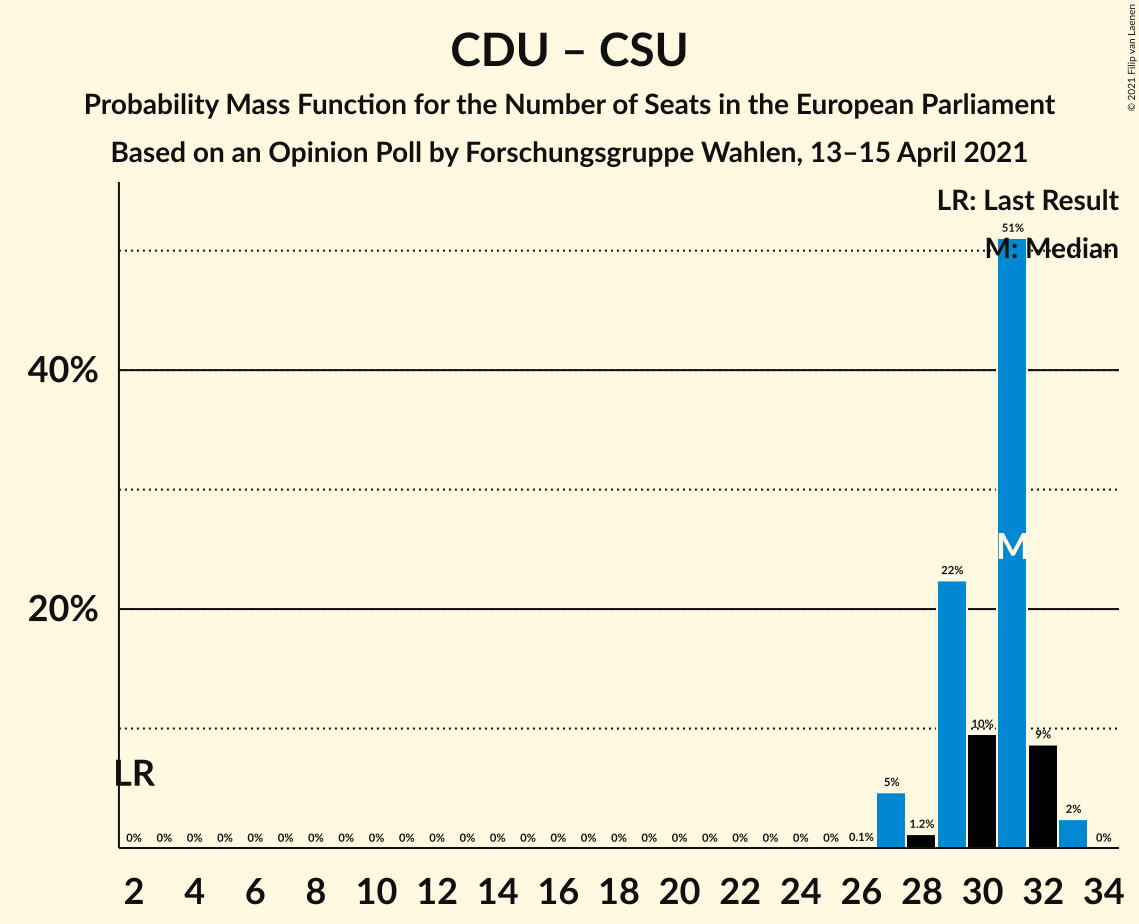 CDU – CSU
Probability Mass Function for the Number of Seats in the European Parliament
Based on an Opinion Poll by Forschungsgruppe Wahlen, 13–15 April 2021
© 2021 Filip van Laenen
LR: Last Result
M: Median
51%
40%
M
22%
20%
10%
9%
LR
5%
2%
1.2%
0% 0% 0% 0% 0% 0% 0% 0% 0% 0% 0% 0% 0% 0% 0% 0% 0% 0% 0% 0% 0% 0% 0% 0% 0.1% 0%
2 4 6 8 10 12 14 16 18 20 22 24 26 28 30 32 34